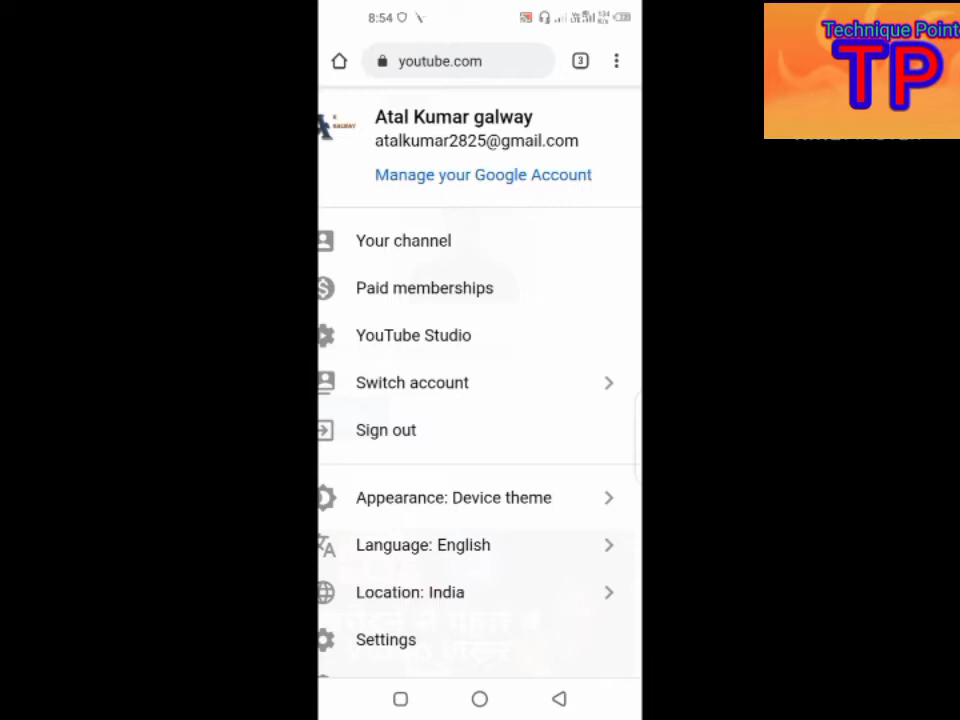 8:54
Technique Point
TP
youtube.com
3
Atal Kumar galway
GALWAY
atalkumar2825@gmail.com
Manage your Google Account
Your channel
Paid memberships
YouTube Studio
Switch account
Sign out
Appearance: Device theme
Language: English
Location: India
Settings